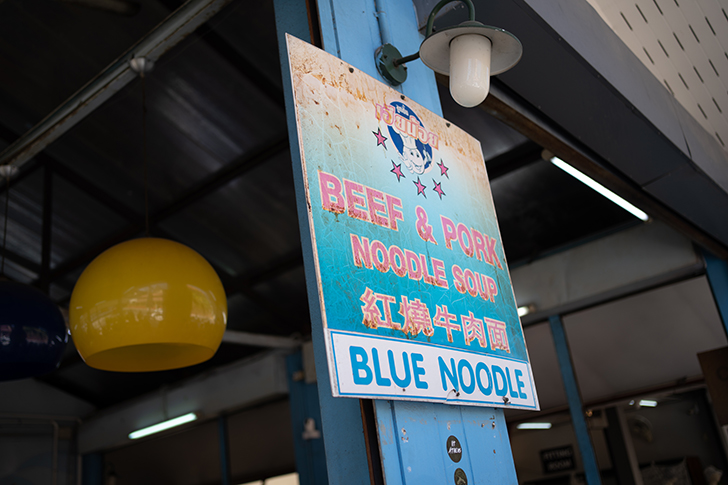 BEEF & PORK
NOODLE SOUP
紅燒牛肉面
BLUE NOODLE